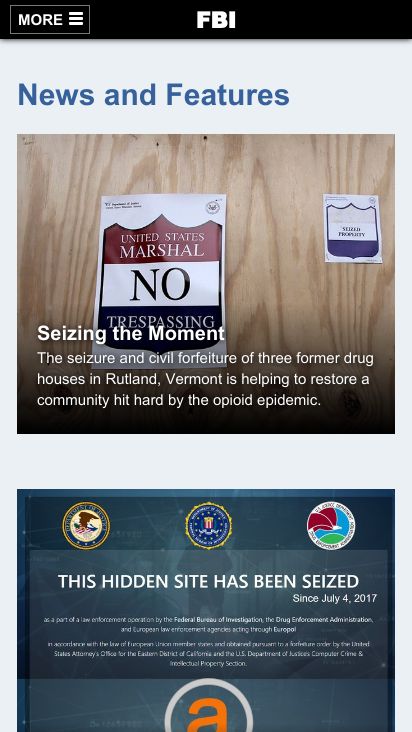 MORE
FBI
News and Features
U.S. Department of Justice
UNITED STATES
MARSHAL
NO
TRESPASSING
SEIZED
PROPERTY
Seizing the Moment
The seizure and civil forfeiture of three former drug
houses in Rutland, Vermont is helping to restore a
community hit hard by the opioid epidemic.
THIS HIDDEN SITE HAS BEEN SEIZED
Since July 4, 2017
as a part of a law enforcement operation by the Federal Bureau of Investigation, the Drug Enforcement Administration,
and European law enforcement agencies acting through Europol
in accordance with the law of European Union member states and obtained pursuant to a forfeiture order by the United
States Attorney's Office for the Eastern District of California and the U.S. Department of Justices Computer Crime &
Intellectual Property Section.
a